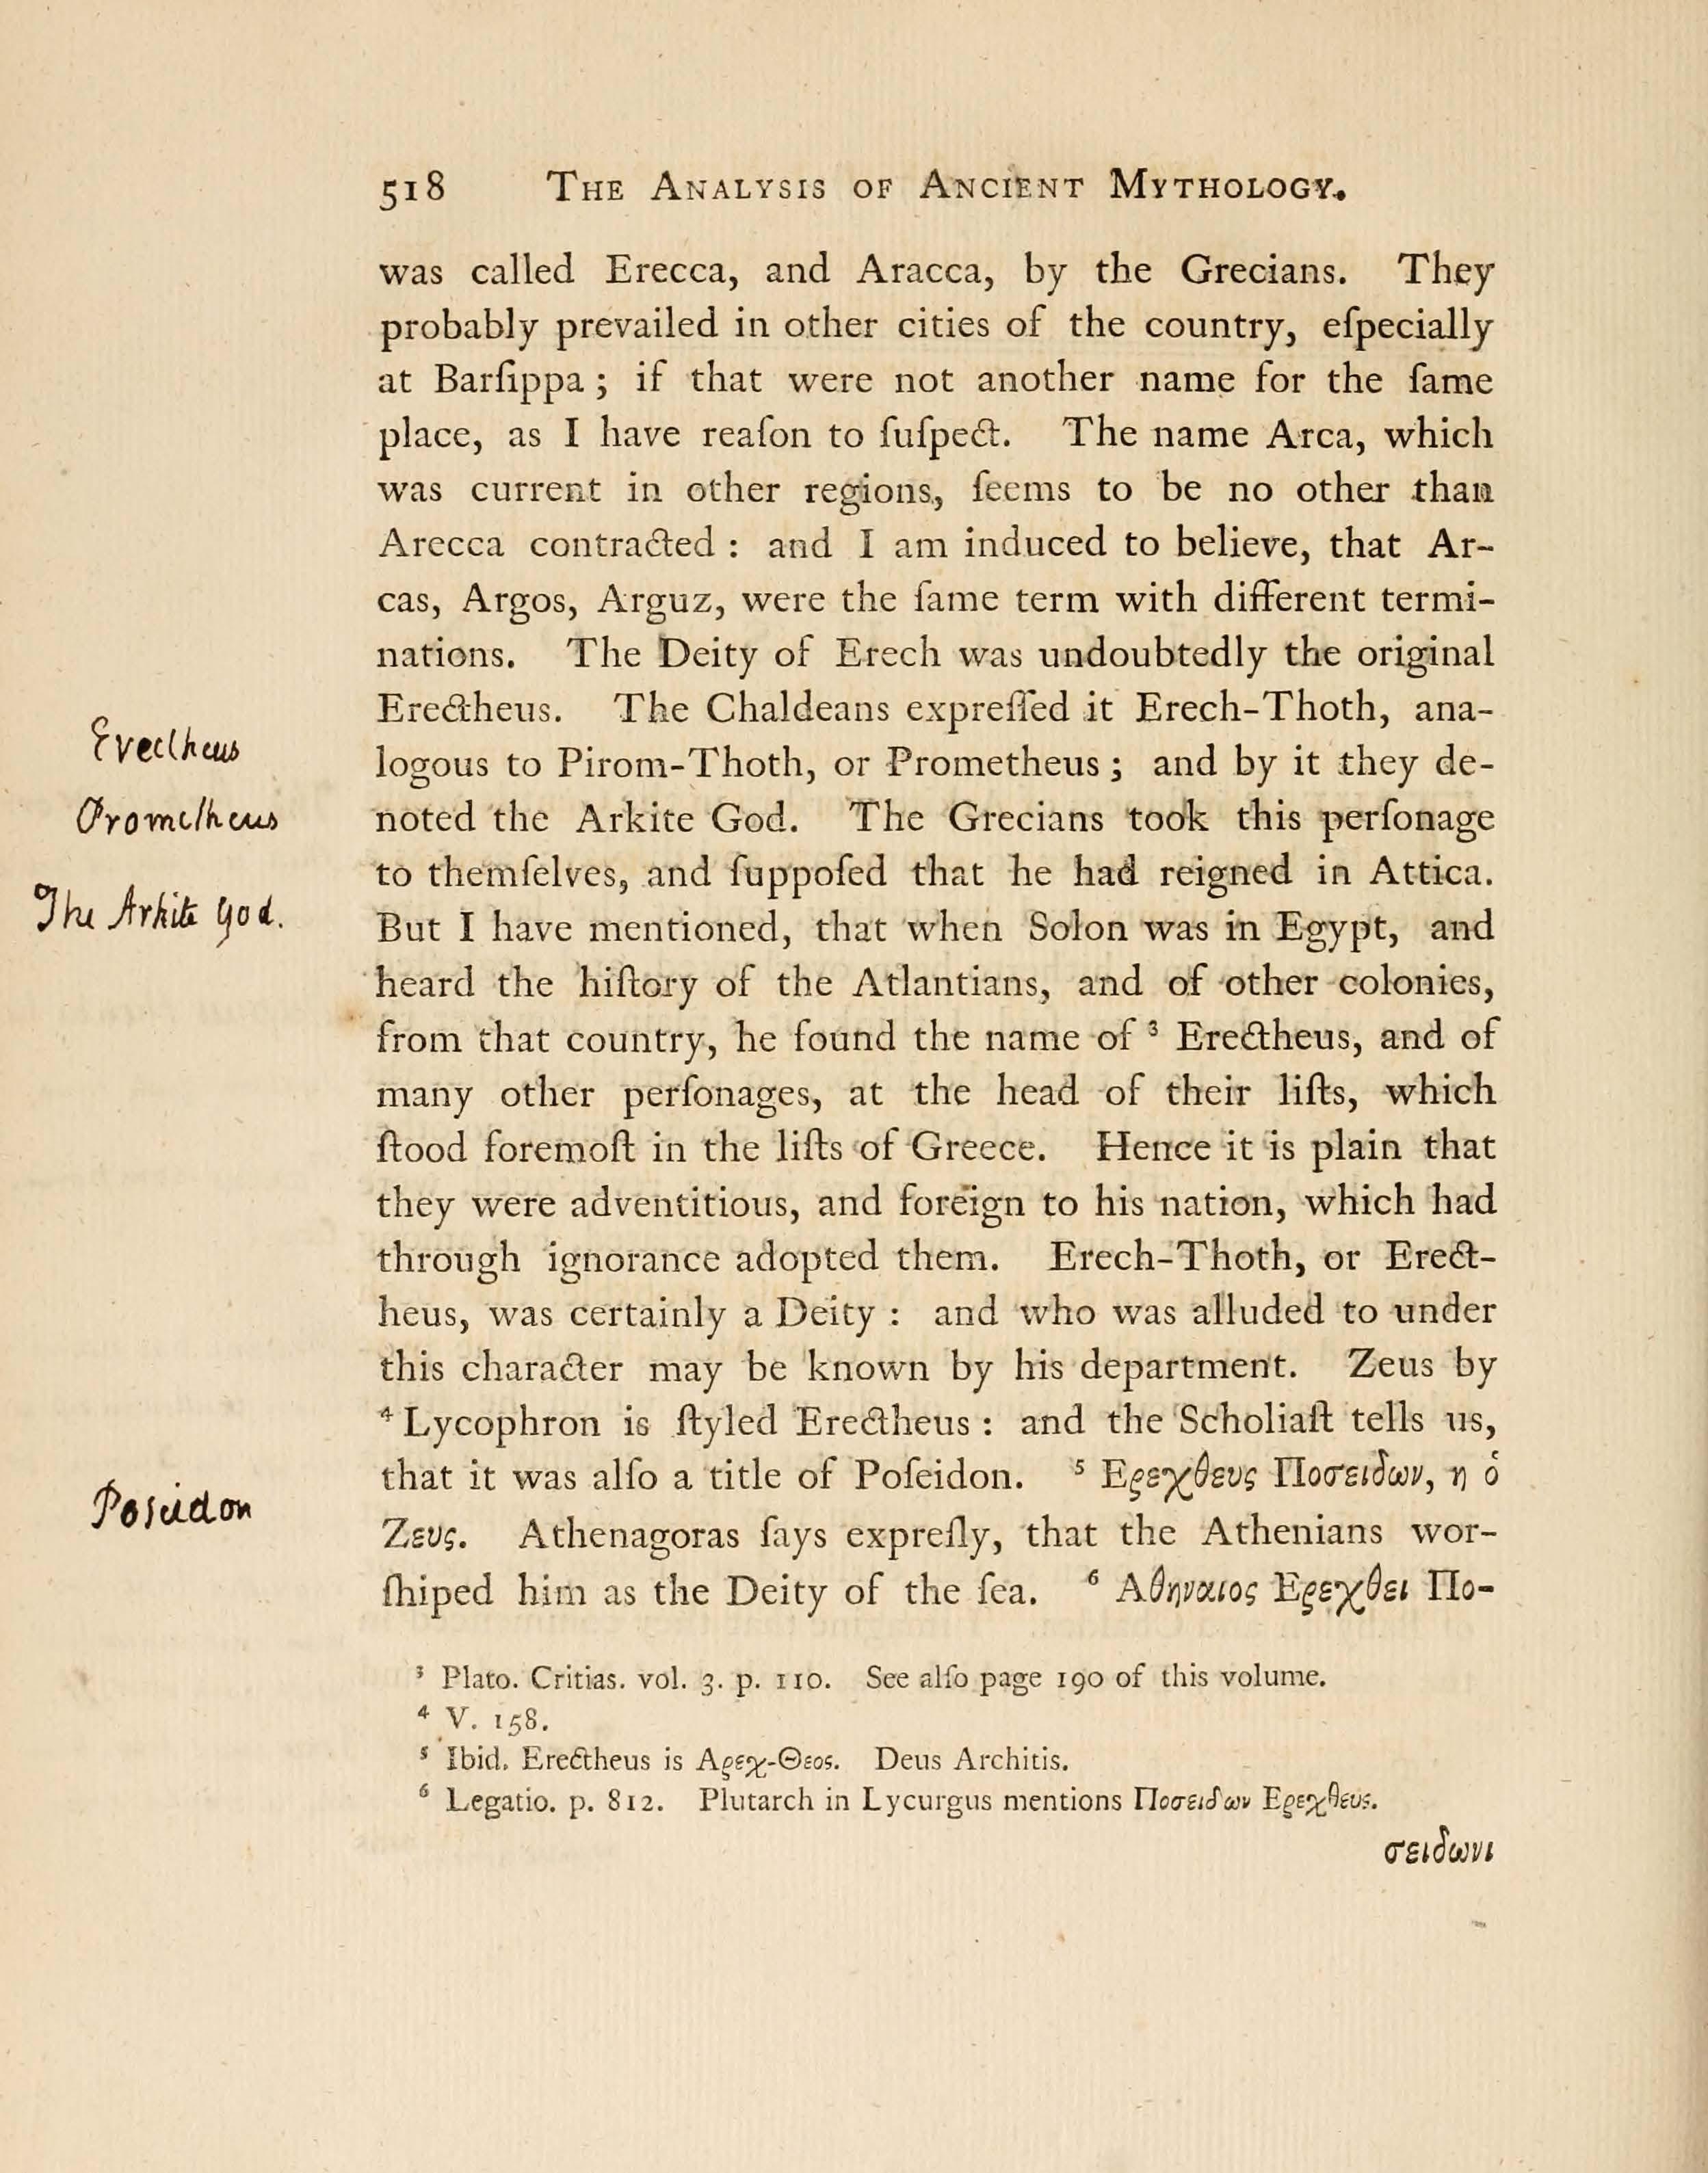 518 THE ANALYSIS OF ANCIENT MYTHOLOGY.
was called Erecca, and Aracca, by the Grecians. They
probably prevailed in other cities of the country, eſpecially
at Barſippa ; if that were not another name for the ſame
place, as I have reaſon to ſuſpect. The name Arca, which
was current in other regions, ſeems to be no other than
Arecca contracted : and I am induced to believe, that Ar-
cas, Argos, Arguz, were the ſame term with different termi-
nations. The Deity of Erech was undoubtedly the original
Erectheus. The Chaldeans expreſſed it Erech-Thoth, ana-
Erectheus
logous to Pirom-Thoth, or Prometheus ; and by it they de-
Prometheus
noted the Arkite God. The Grecians took this perſonage
to themſelves, and ſuppoſed that he had reigned in Attica.
The Arkite God.
But I have mentioned, that when Solon was in Egypt, and
heard the hiſtory of the Atlantians, and of other colonies,
from that country, he found the name of ³ Erectheus, and of
many other perſonages, at the head of their liſts, which
ſtood foremoſt in the liſts of Greece. Hence it is plain that
they were adventitious, and foreign to his nation, which had
through ignorance adopted them. Erech-Thoth, or Erect-
heus, was certainly a Deity : and who was alluded to under
this character may be known by his department. Zeus by
⁴ Lycophron is ſtyled Erectheus : and the Scholiaſt tells us,
that it was alſo a title of Poſeidon. ⁵ Ερεχθευς Ποσειδων, η ὁ
Poseidon
Ζευς. Athenagoras ſays expreſly, that the Athenians wor-
ſhiped him as the Deity of the ſea. ⁶ Αθηναιος Ερεχθει Πο-
³ Plato. Critias. vol. 3. p. 110. See alſo page 190 of this volume.
⁴ V. 158.
⁵ Ibid. Erectheus is Αρεχ-Θεος. Deus Architis.
⁶ Legatio. p. 812. Plutarch in Lycurgus mentions Ποσειδων Ερεχθευς.
σειδωνι